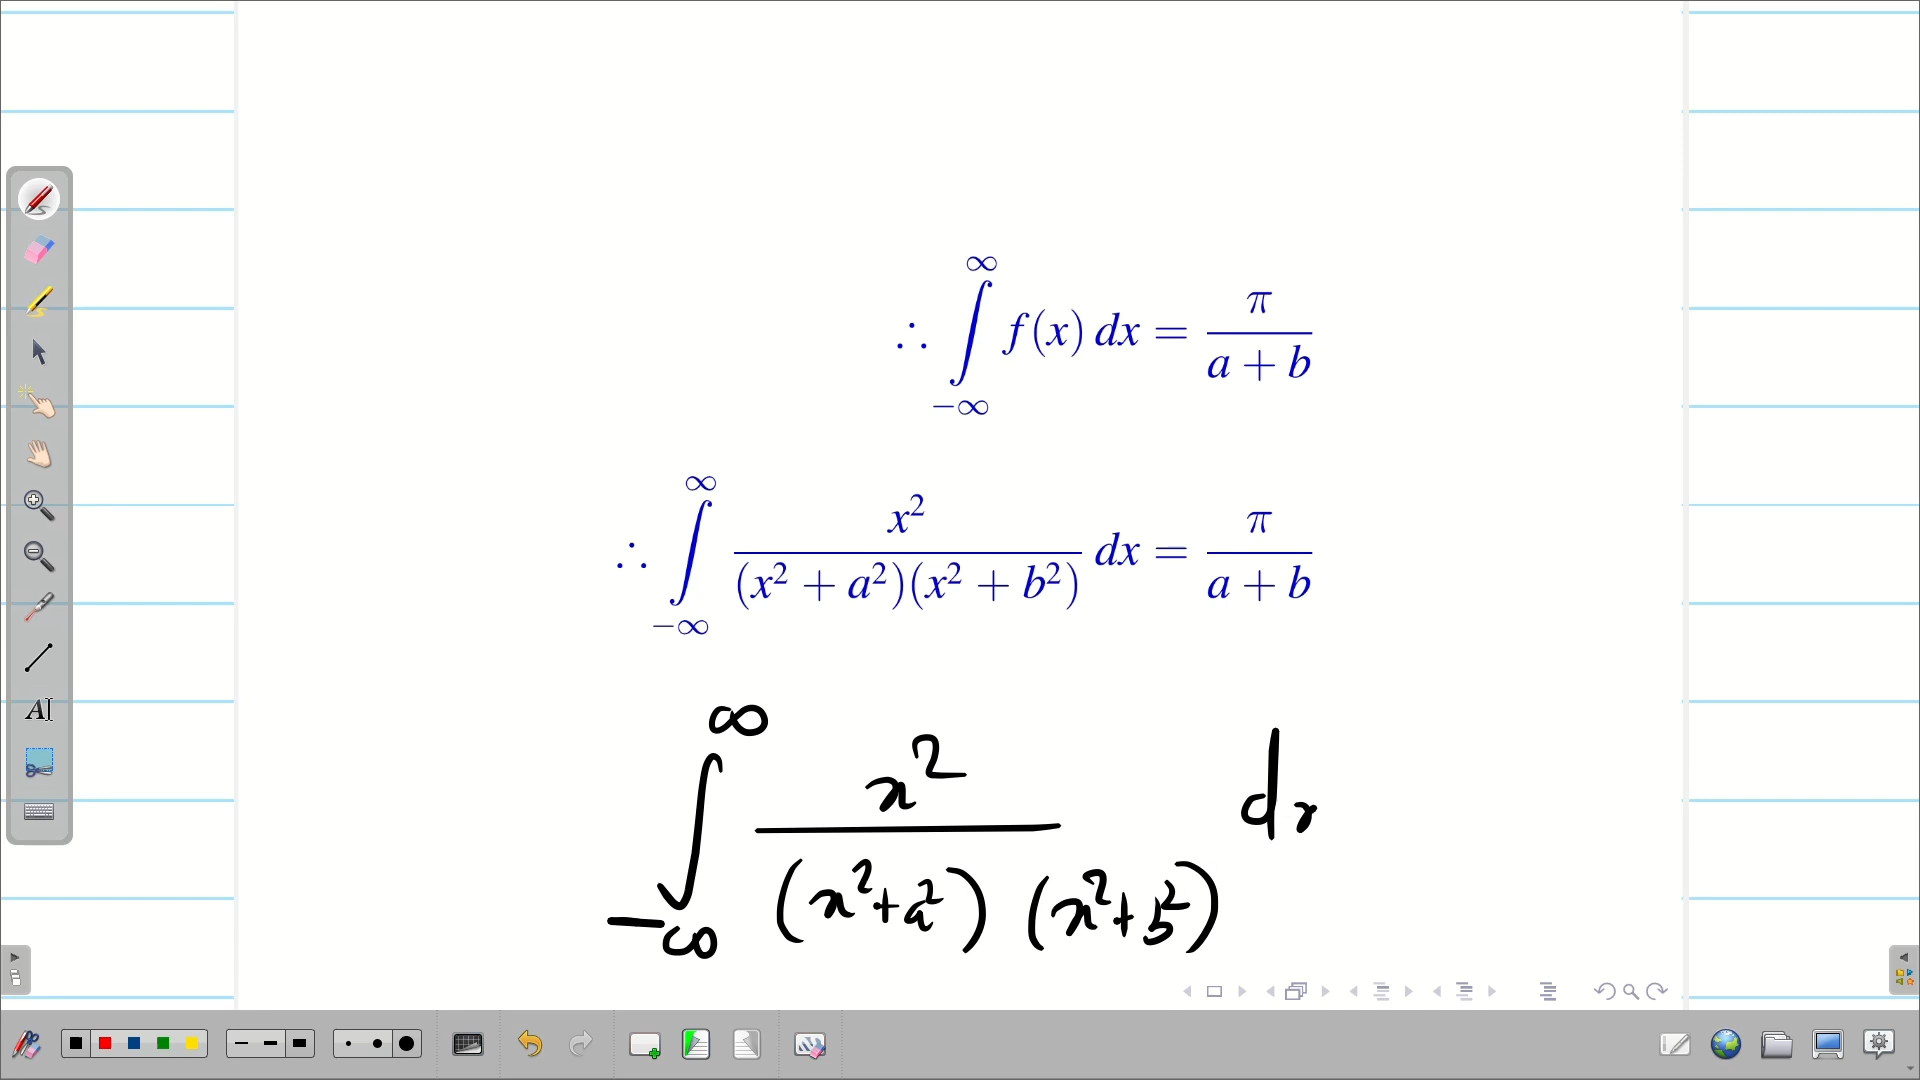 ∴ ∫_{-∞}^{∞} f(x) dx = π/(a + b)
∴ ∫_{-∞}^{∞} x²/((x² + a²)(x² + b²)) dx = π/(a + b)
∫_{-∞}^{∞} x²/((x²+a²) (x²+b²)) dx